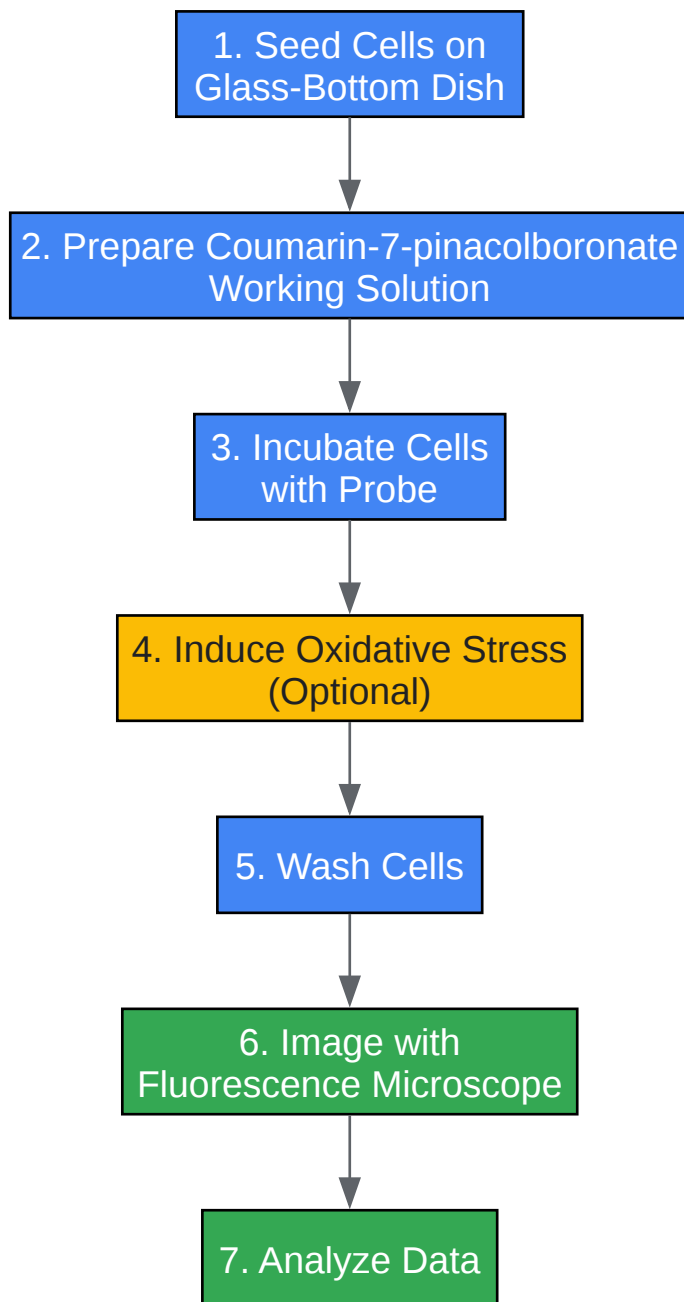 1. Seed Cells on
Glass-Bottom Dish
2. Prepare Coumarin-7-pinacolboronate
Working Solution
3. Incubate Cells
with Probe
4. Induce Oxidative Stress
(Optional)
5. Wash Cells
6. Image with
Fluorescence Microscope
7. Analyze Data